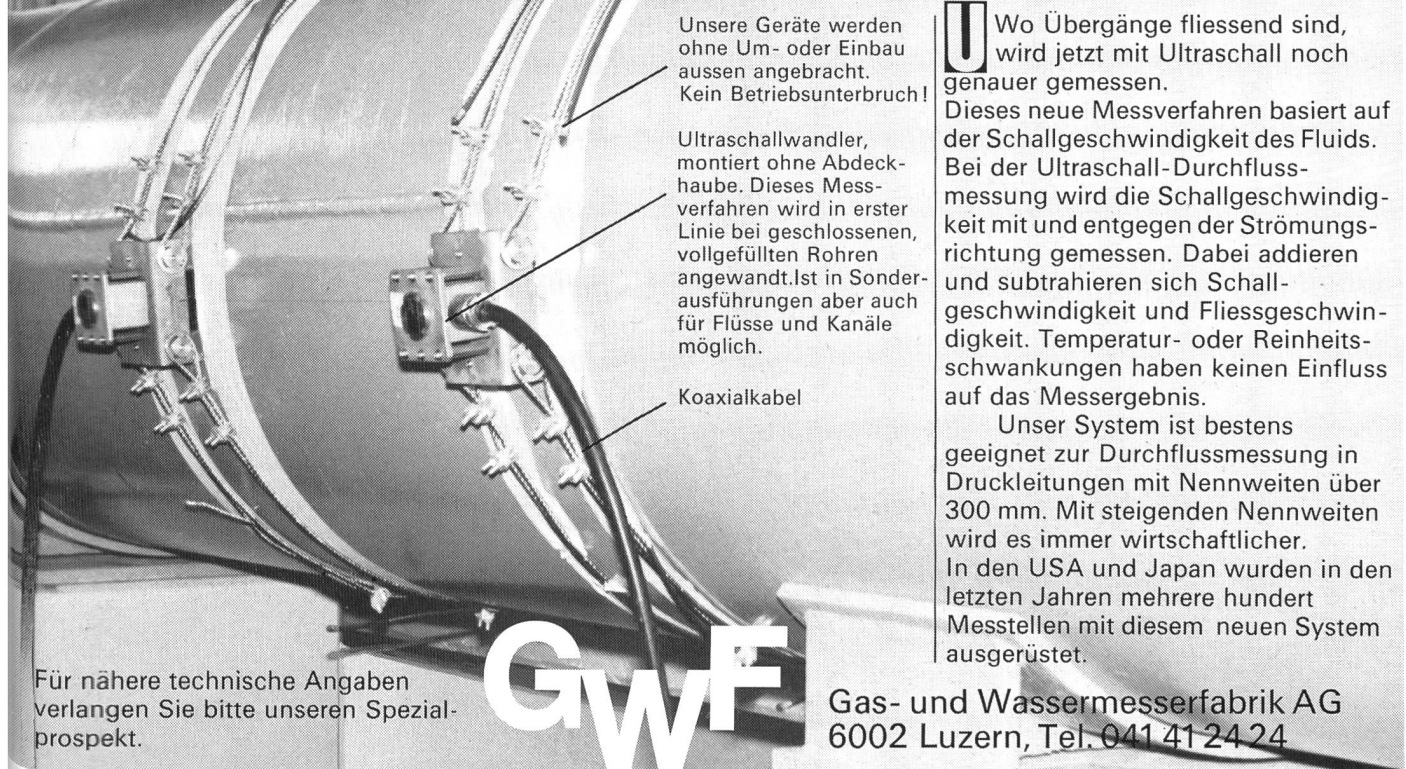 Unsere Geräte werden
ohne Um- oder Einbau
aussen angebracht.
Kein Betriebsunterbruch!
Ultraschallwandler,
montiert ohne Abdeck-
haube. Dieses Mess-
verfahren wird in erster
Linie bei geschlossenen,
vollgefüllten Rohren
angewandt.Ist in Sonder-
ausführungen aber auch
für Flüsse und Kanäle
möglich.
Koaxialkabel
U Wo Übergänge fliessend sind,
wird jetzt mit Ultraschall noch
genauer gemessen.
Dieses neue Messverfahren basiert auf
der Schallgeschwindigkeit des Fluids.
Bei der Ultraschall-Durchfluss-
messung wird die Schallgeschwindig-
keit mit und entgegen der Strömungs-
richtung gemessen. Dabei addieren
und subtrahieren sich Schall-
geschwindigkeit und Fliessgeschwin-
digkeit. Temperatur- oder Reinheits-
schwankungen haben keinen Einfluss
auf das Messergebnis.
Unser System ist bestens
geeignet zur Durchflussmessung in
Druckleitungen mit Nennweiten über
300 mm. Mit steigenden Nennweiten
wird es immer wirtschaftlicher.
In den USA und Japan wurden in den
letzten Jahren mehrere hundert
Messtellen mit diesem neuen System
ausgerüstet.
Für nähere technische Angaben
verlangen Sie bitte unseren Spezial-
prospekt.
GWF
Gas- und Wassermesserfabrik AG
6002 Luzern, Tel. 041 41 24 24